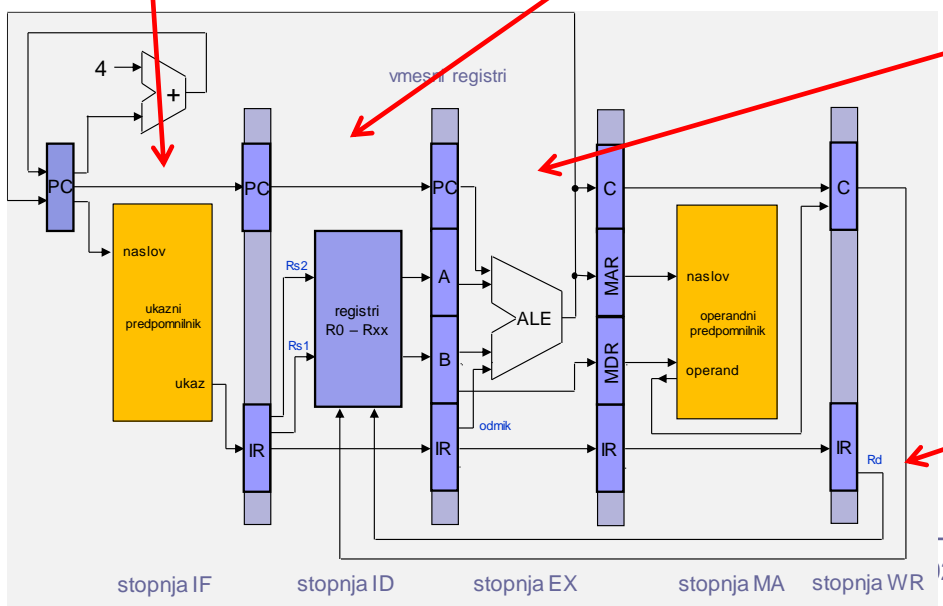 4
+
vmesni registri
PC
PC
PC
C
C
naslov
ukazni
predpomnilnik
ukaz
Rs2
Rs1
registri
R0 – Rxx
A
B
ALE
MAR
MDR
naslov
operandni
predpomnilnik
operand
odmik
IR
IR
IR
IR
Rd
stopnja IF
stopnja ID
stopnja EX
stopnja MA
stopnja WR